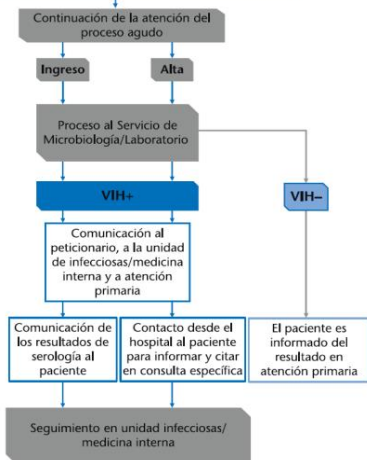 Continuación de la atención del
proceso agudo
Ingreso
Alta
Proceso al Servicio de
Microbiología/Laboratorio
VIH+
VIH−
Comunicación al
peticionario, a la unidad
de infecciosas/medicina
interna y a atención
primaria
Comunicación de
los resultados de
serología al
paciente
Contacto desde el
hospital al paciente
para informar y citar
en consulta específica
El paciente es
informado del
resultado en
atención primaria
Seguimiento en unidad infecciosas/
medicina interna